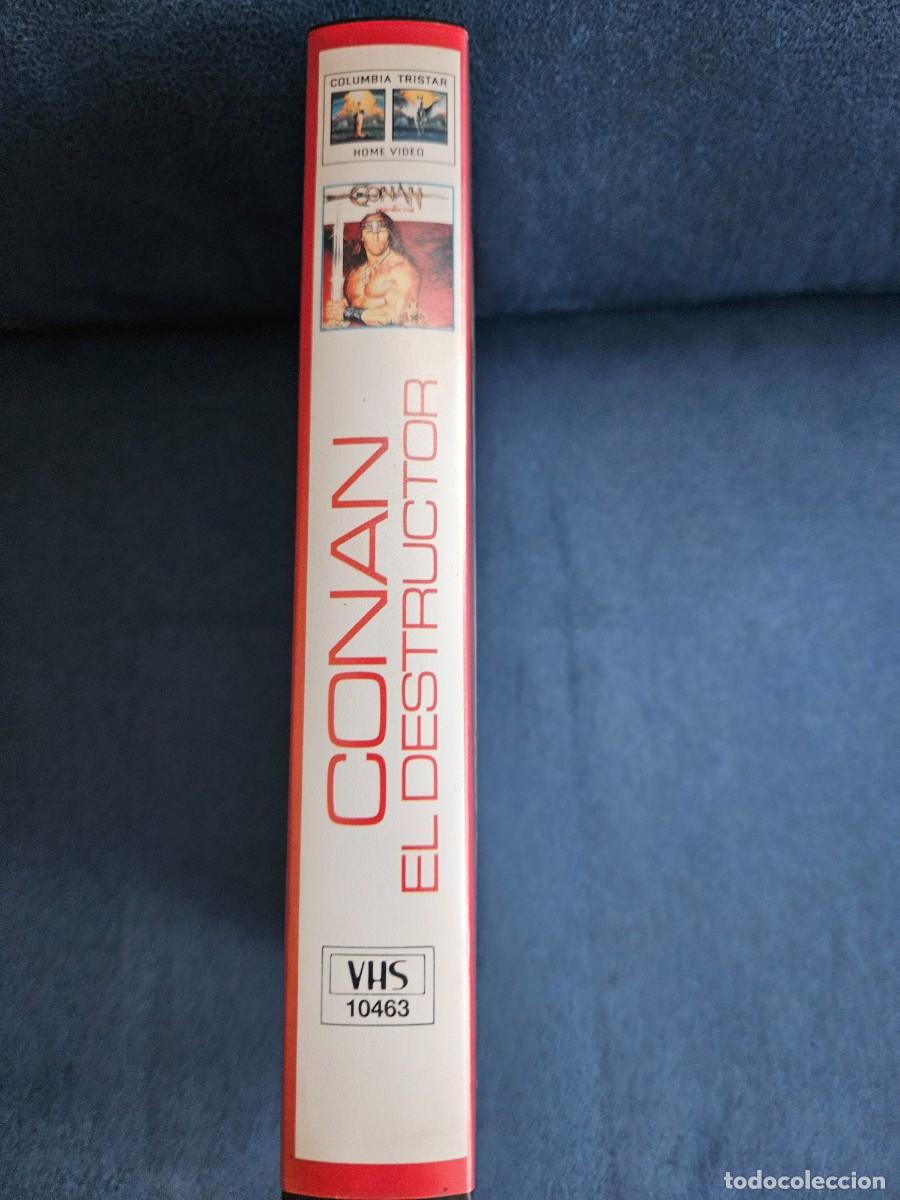 COLUMBIA TRISTAR
HOME VIDEO
CONAN
CONAN
EL DESTRUCTOR
VHS
10463
todocoleccion